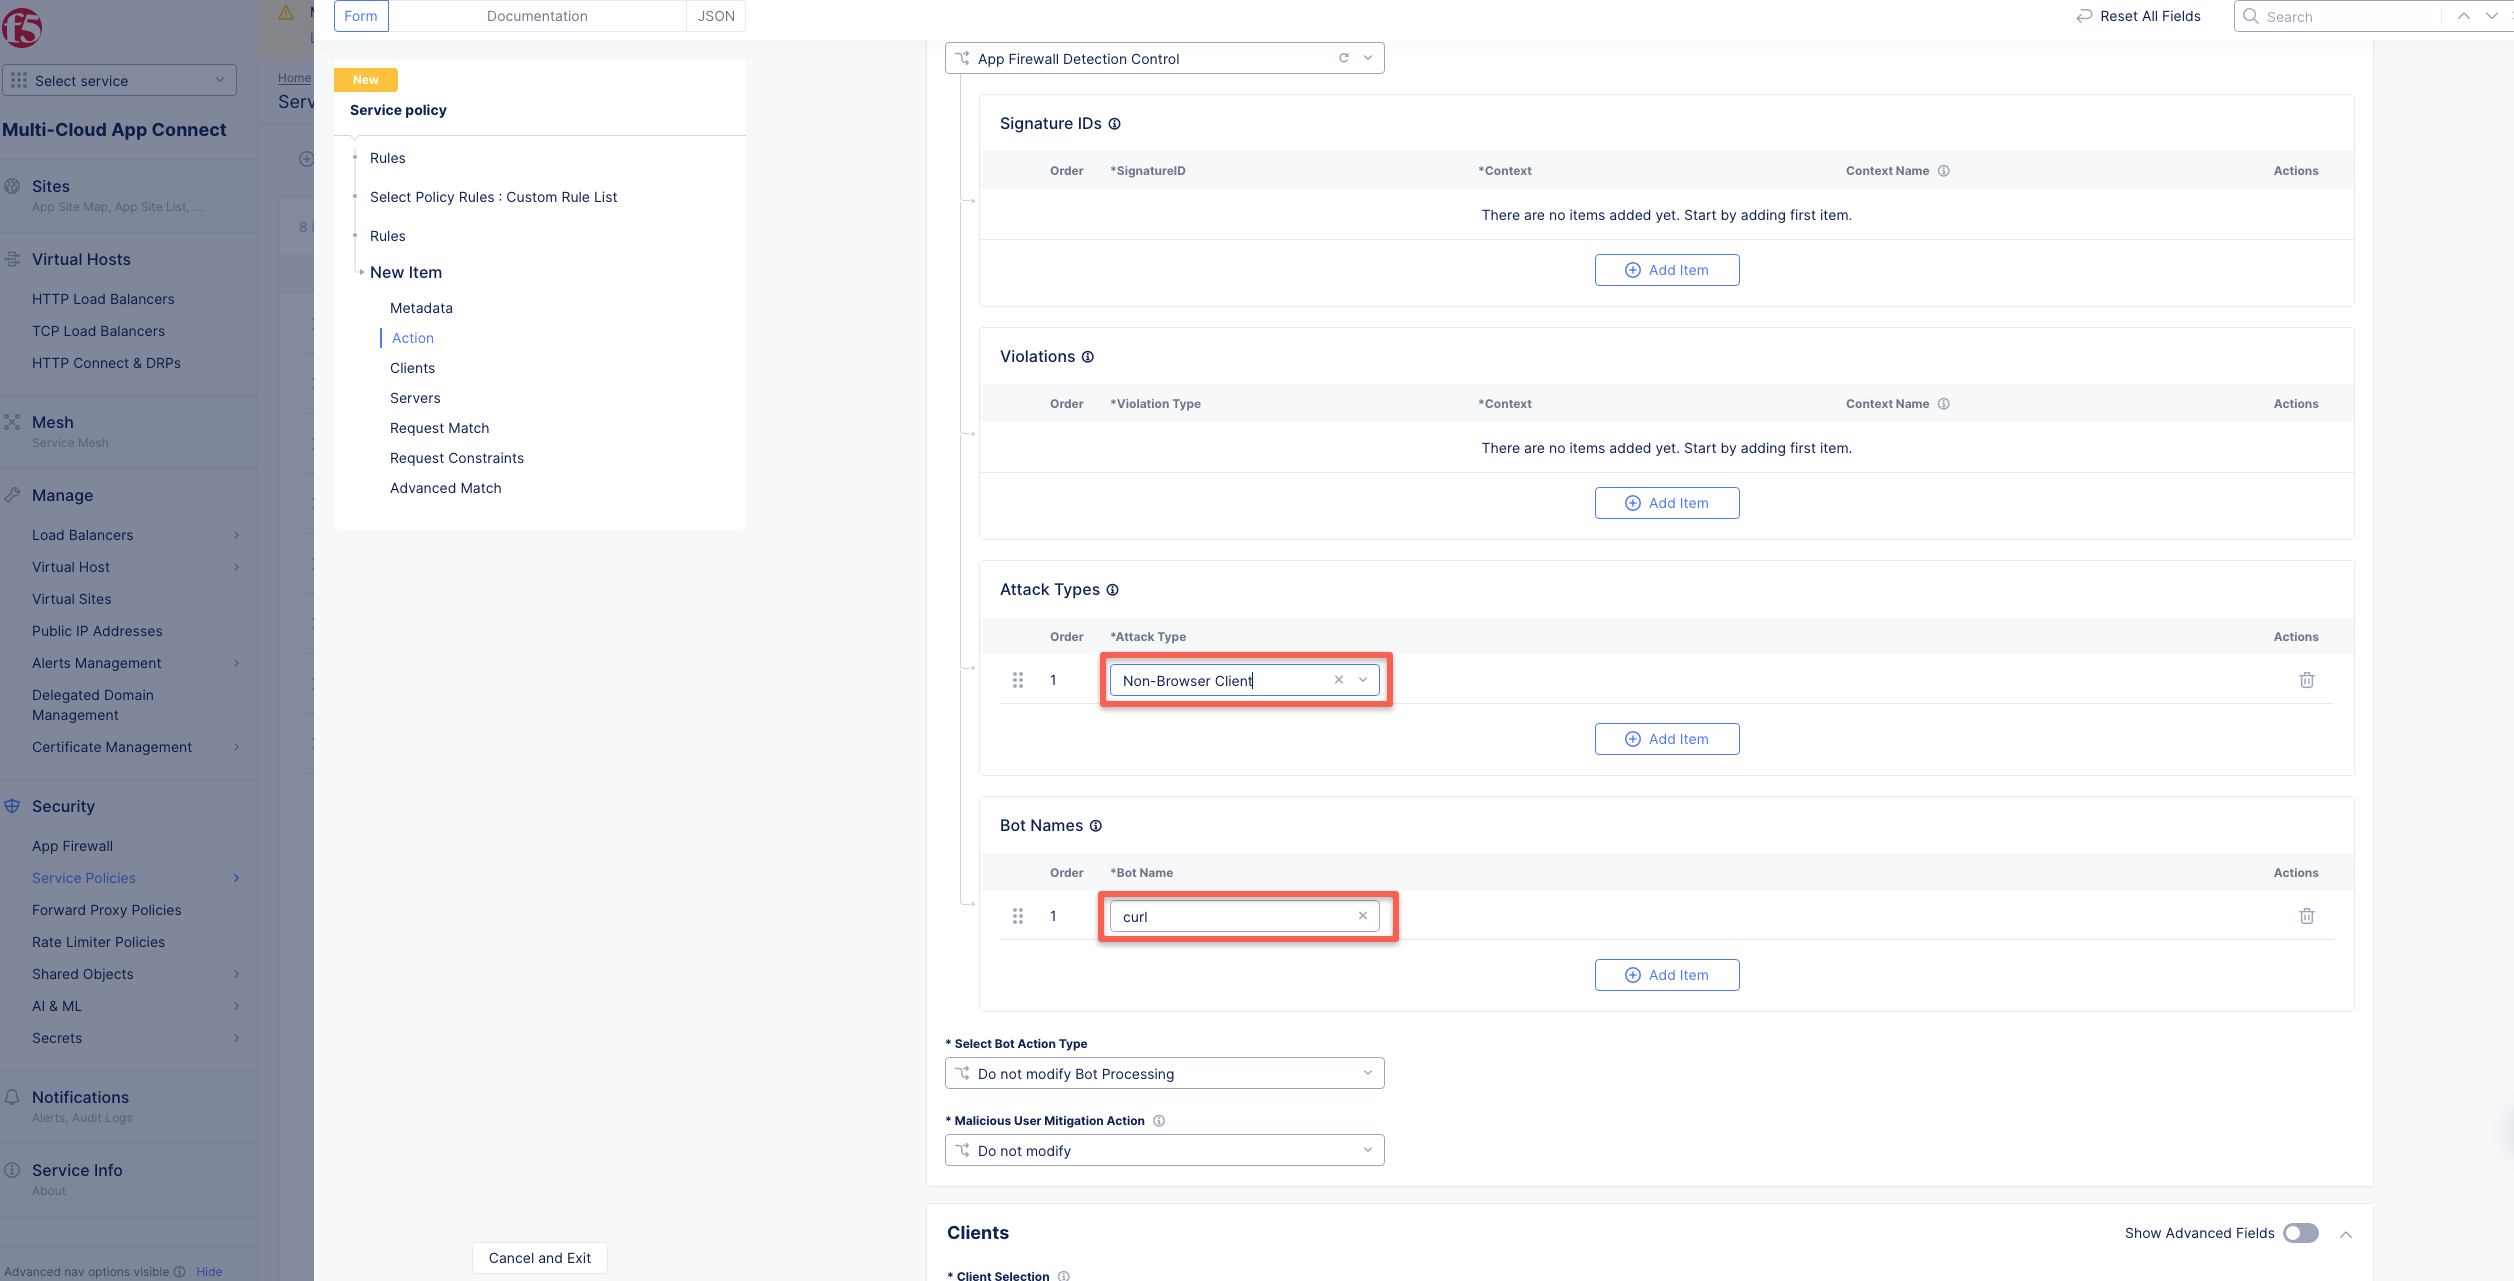 Form
Documentation
JSON
Reset All Fields
Search
f5
Select service
Multi-Cloud App Connect
Sites
App Site Map, App Site List, ...
Virtual Hosts
HTTP Load Balancers
TCP Load Balancers
HTTP Connect & DRPs
Mesh
Service Mesh
Manage
Load Balancers
Virtual Host
Virtual Sites
Public IP Addresses
Alerts Management
Delegated Domain
Management
Certificate Management
Security
App Firewall
Service Policies
Forward Proxy Policies
Rate Limiter Policies
Shared Objects
AI & ML
Secrets
Notifications
Alerts, Audit Logs
Service Info
About
Advanced nav options visible
Hide
Home
Serv
8 i
New
Service policy
Rules
Select Policy Rules : Custom Rule List
Rules
New Item
Metadata
Action
Clients
Servers
Request Match
Request Constraints
Advanced Match
Cancel and Exit
App Firewall Detection Control
Signature IDs
Order *SignatureID *Context Context Name Actions
There are no items added yet. Start by adding first item.
Add Item
Violations
Order *Violation Type *Context Context Name Actions
There are no items added yet. Start by adding first item.
Add Item
Attack Types
Order *Attack Type Actions
1 Non-Browser Client
Add Item
Bot Names
Order *Bot Name Actions
1 curl
Add Item
* Select Bot Action Type
Do not modify Bot Processing
* Malicious User Mitigation Action
Do not modify
Clients
Show Advanced Fields
* Client Selection